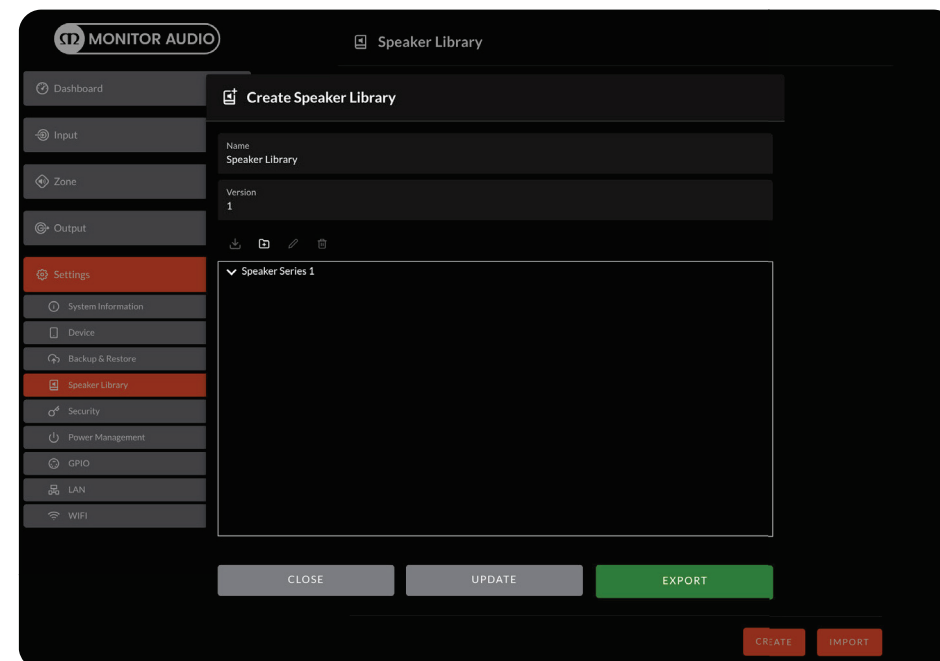 MONITOR AUDIO
Speaker Library
Dashboard
Input
Zone
Output
Settings
System Information
Device
Backup & Restore
Speaker Library
Security
Power Management
GPIO
LAN
WIFI
Create Speaker Library
Name
Speaker Library
Version
1
Speaker Series 1
CLOSE
UPDATE
EXPORT
CREATE
IMPORT